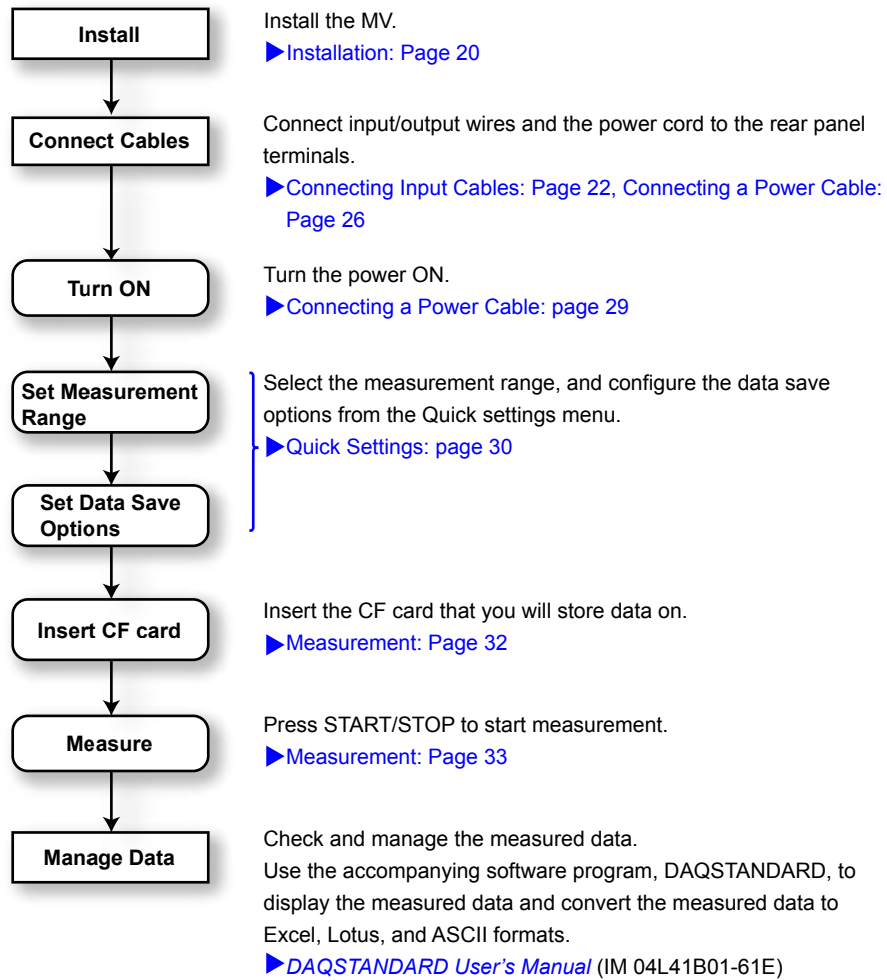 Install
Install the MV.
▶Installation: Page 20
Connect Cables
Connect input/output wires and the power cord to the rear panel
terminals.
▶Connecting Input Cables: Page 22, Connecting a Power Cable:
Page 26
Turn ON
Turn the power ON.
▶Connecting a Power Cable: page 29
Set Measurement
Range
Select the measurement range, and configure the data save
options from the Quick settings menu.
▶Quick Settings: page 30
Set Data Save
Options
Insert CF card
Insert the CF card that you will store data on.
▶Measurement: Page 32
Measure
Press START/STOP to start measurement.
▶Measurement: Page 33
Manage Data
Check and manage the measured data.
Use the accompanying software program, DAQSTANDARD, to
display the measured data and convert the measured data to
Excel, Lotus, and ASCII formats.
▶DAQSTANDARD User's Manual (IM 04L41B01-61E)